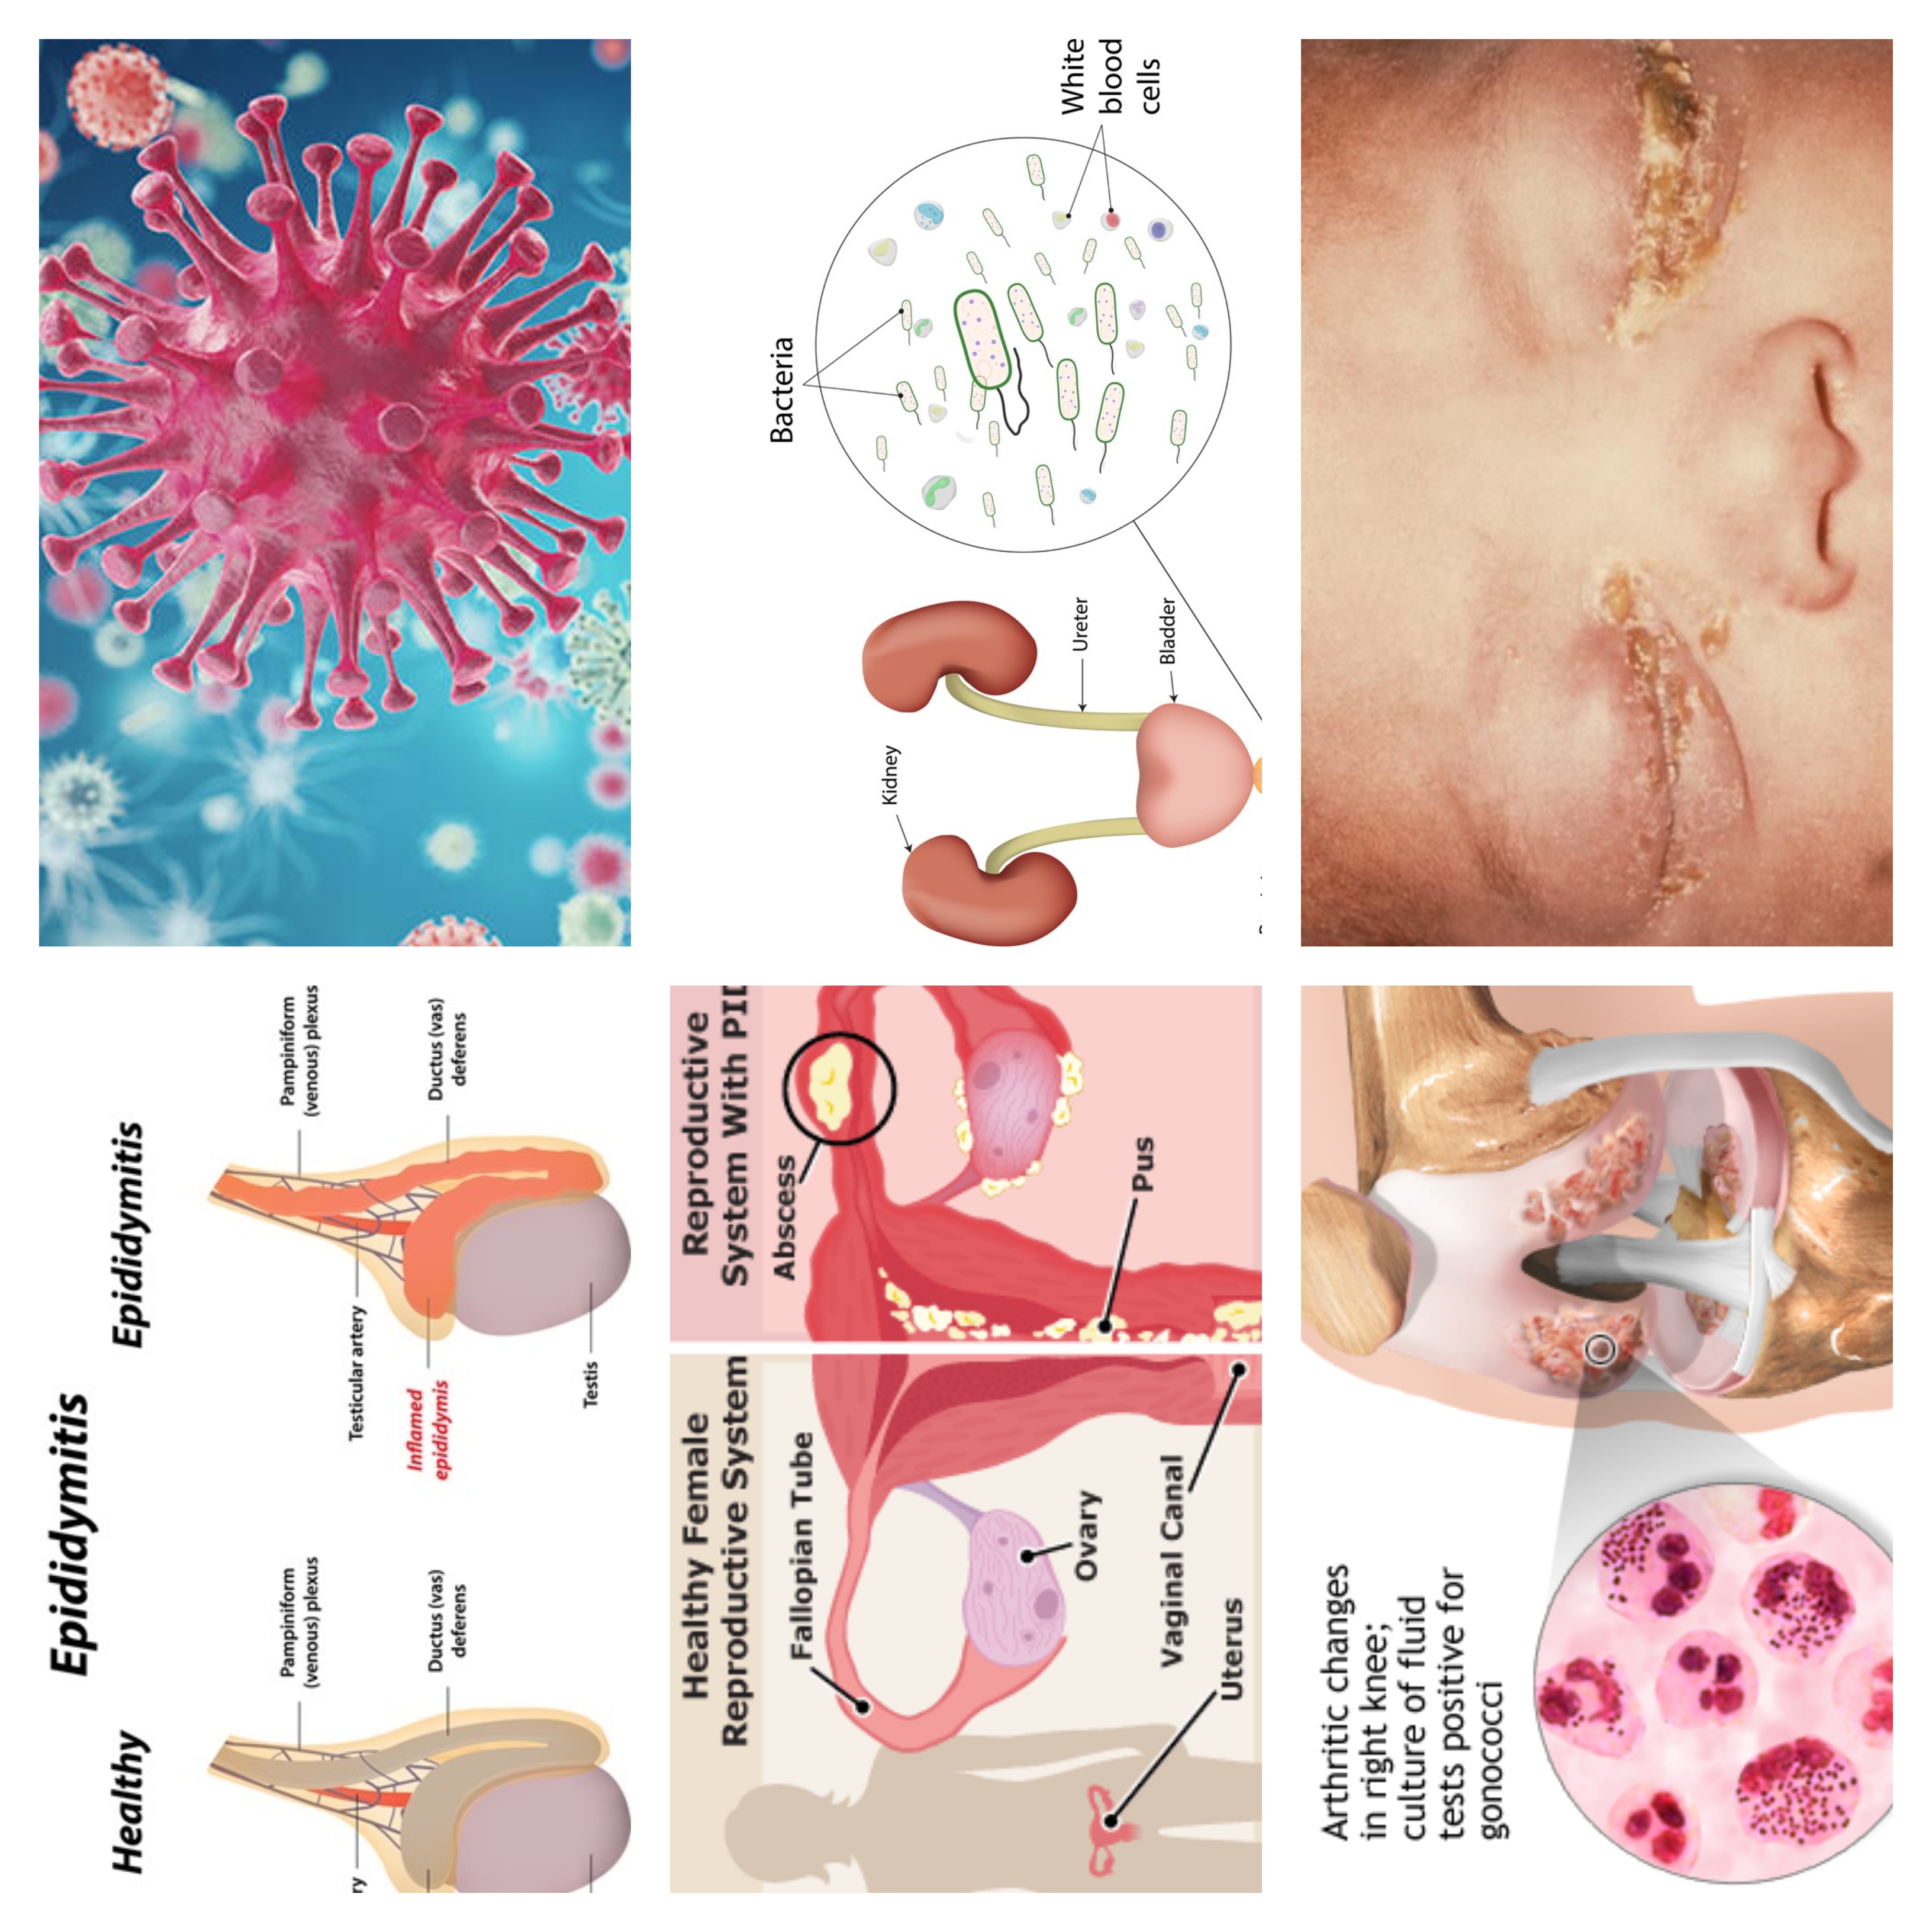 Epididymitis
Healthy
Epididymitis
Pampiniform
(venous) plexus
Pampiniform
(venous) plexus
ry
Testicular artery
Ductus (vas)
deferens
Inflamed
epididymis
Ductus (vas)
deferens
Testis
Healthy Female
Reproductive System
Fallopian Tube
Ovary
Vaginal Canal
Uterus
Reproductive
System With PID
Abscess
Pus
Bacteria
Kidney
Ureter
Bladder
White
blood
cells
Arthritic changes
in right knee;
culture of fluid
tests positive for
gonococci